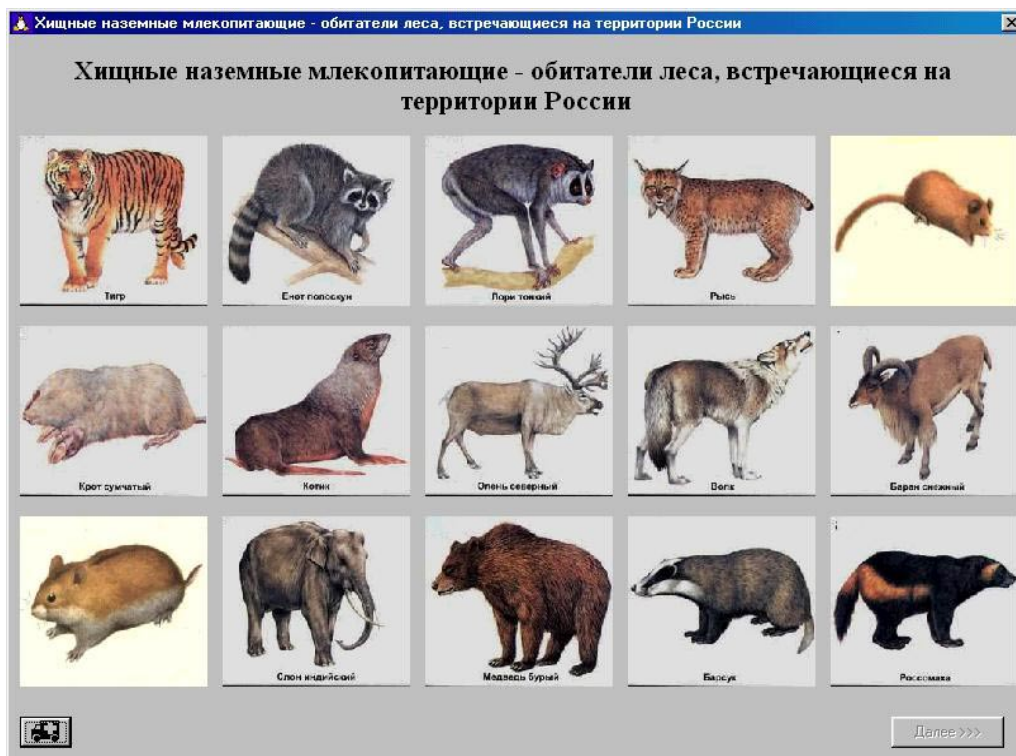 Хищные наземные млекопитающие - обитатели леса, встречающиеся на территории России
Хищные наземные млекопитающие - обитатели леса, встречающиеся на
территории России
Тигр
Енот полоскун
Лори тонкий
Рысь
Крот сумчатый
Котик
Олень северный
Волк
Баран снежный
Слон индийский
Медведь бурый
Барсук
Россомаха
Далее >>>